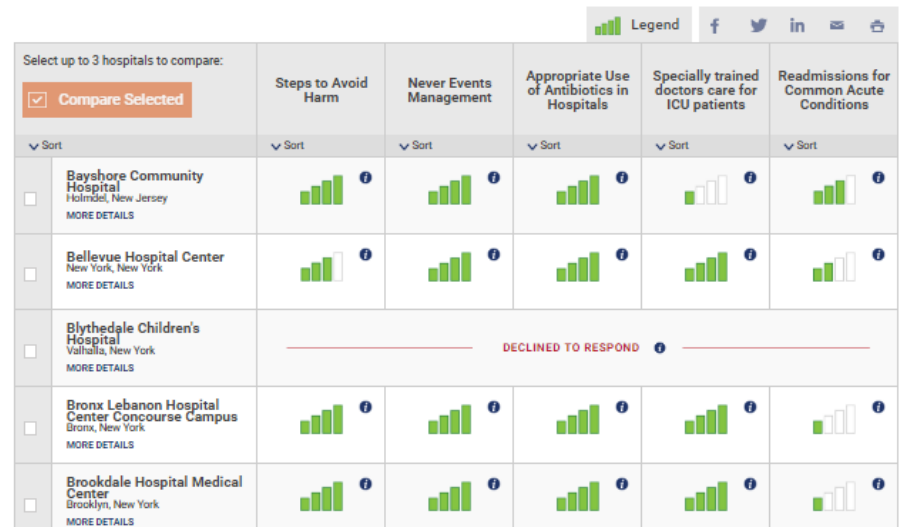 Legend
Select up to 3 hospitals to compare:
Compare Selected
Steps to Avoid
Harm
Never Events
Management
Appropriate Use
of Antibiotics in
Hospitals
Specially trained
doctors care for
ICU patients
Readmissions for
Common Acute
Conditions
Sort
Sort
Sort
Sort
Sort
Sort
Bayshore Community
Hospital
Holmdel, New Jersey
MORE DETAILS
Bellevue Hospital Center
New York, New York
MORE DETAILS
Blythedale Children's
Hospital
Valhalla, New York
MORE DETAILS
DECLINED TO RESPOND
Bronx Lebanon Hospital
Center Concourse Campus
Bronx, New York
MORE DETAILS
Brookdale Hospital Medical
Center
Brooklyn, New York
MORE DETAILS